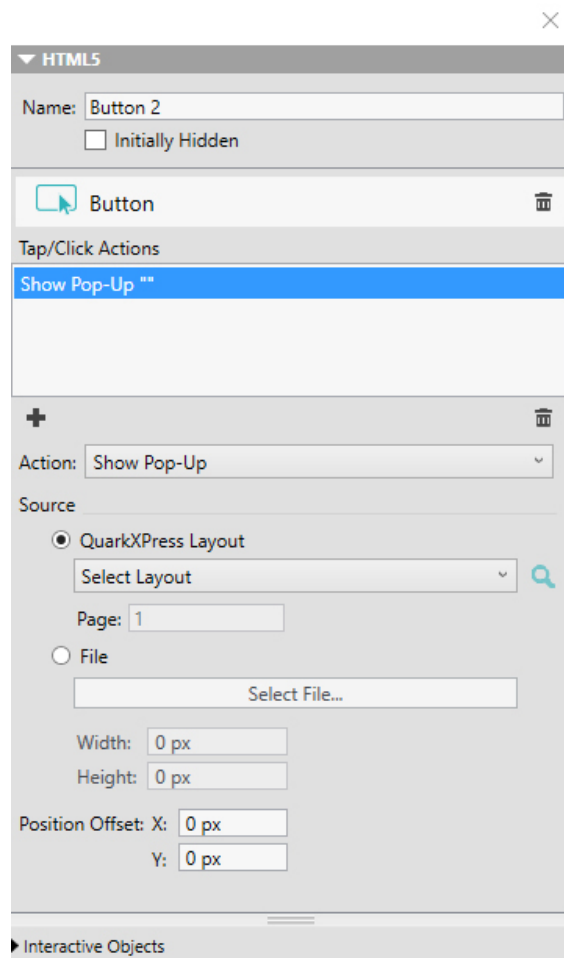 HTML5
Name: Button 2
Initially Hidden
Button
Tap/Click Actions
Show Pop-Up ""
Action: Show Pop-Up
Source
QuarkXPress Layout
Select Layout
Page: 1
File
Select File...
Width: 0 px
Height: 0 px
Position Offset: X: 0 px
Y: 0 px
Interactive Objects